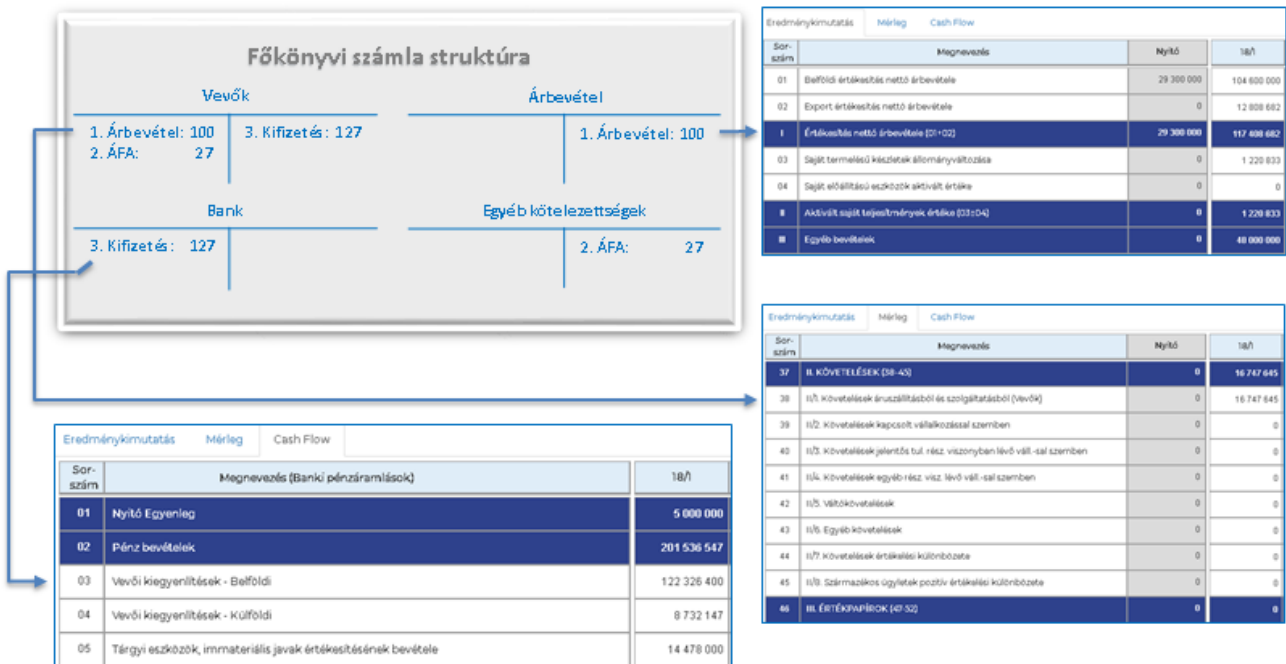 Főkönyvi számla struktúra
Vevők
1. Árbevétel: 100
2. ÁFA: 27
3. Kifizetés: 127
Árbevétel
1. Árbevétel: 100
Bank
3. Kifizetés: 127
Egyéb kötelezettségek
2. ÁFA: 27
Eredménykimutatás Mérleg Cash Flow
Sor-szám Megnevezés Nyitó 18/1
01 Belföldi értékesítés nettó árbevétele 29 300 000 104 600 000
02 Export értékesítés nettó árbevétele 0 12 808 682
I Értékesítés nettó árbevétele (01+02) 29 300 000 117 408 682
03 Saját termelésű készletek állományváltozása 0 1 220 833
04 Saját előállítású eszközök aktivált értéke 0 0
II Aktivált saját teljesítmények értéke (03±04) 0 1 220 833
III Egyéb bevételek 0 40 000 000
Eredménykimutatás Mérleg Cash Flow
Sor-szám Megnevezés Nyitó 18/1
37 II. KÖVETELÉSEK (38-45) 0 16 747 645
38 II/1. Követelések áruszállításból és szolgáltatásból (Vevők) 0 16 747 645
39 II/2. Követelések kapcsolt vállalkozással szemben 0 0
40 II/3. Követelések jelentős tul. rész. viszonyban lévő váll.-sal szemben 0 0
41 II/4. Követelések egyéb rész. visz. lévő váll.-sal szemben 0 0
42 II/5. Váltókövetelések 0 0
43 II/6. Egyéb követelések 0 0
44 II/7. Követelések értékelési különbözete 0 0
45 II/8. Származékos ügyletek pozitív értékelési különbözete 0 0
46 III. ÉRTÉKPAPÍROK (47-52) 0 0
Eredménykimutatás Mérleg Cash Flow
Sor-szám Megnevezés (Banki pénzáramlások) 18/1
01 Nyitó Egyenleg 5 000 000
02 Pénz bevételek 201 536 547
03 Vevői kiegyenlítések - Belföldi 122 326 400
04 Vevői kiegyenlítések - Külföldi 8 732 147
05 Tárgyi eszközök, immateriális javak értékesítésének bevétele 14 478 000